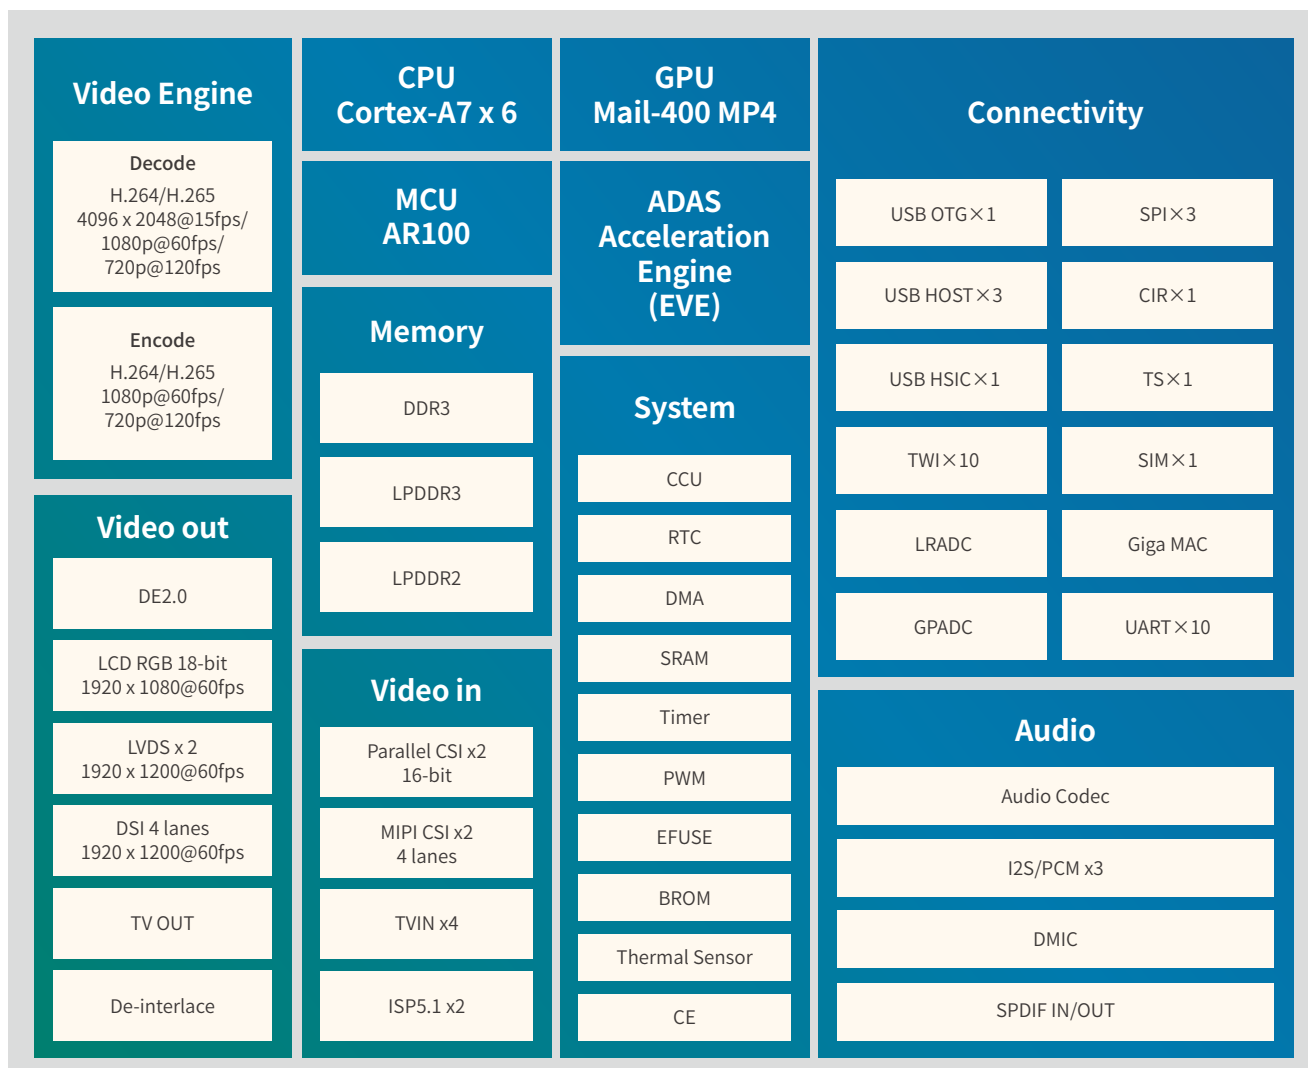 Video Engine
Decode
H.264/H.265
4096 x 2048@15fps/
1080p@60fps/
720p@120fps
Encode
H.264/H.265
1080p@60fps/
720p@120fps
Video out
DE2.0
LCD RGB 18-bit
1920 x 1080@60fps
LVDS x 2
1920 x 1200@60fps
DSI 4 lanes
1920 x 1200@60fps
TV OUT
De-interlace
CPU
Cortex-A7 x 6
MCU
AR100
Memory
DDR3
LPDDR3
LPDDR2
Video in
Parallel CSI x2
16-bit
MIPI CSI x2
4 lanes
TVIN x4
ISP5.1 x2
GPU
Mail-400 MP4
ADAS
Acceleration
Engine
(EVE)
System
CCU
RTC
DMA
SRAM
Timer
PWM
EFUSE
BROM
Thermal Sensor
CE
Connectivity
USB OTG×1
SPI×3
USB HOST×3
CIR×1
USB HSIC×1
TS×1
TWI×10
SIM×1
LRADC
Giga MAC
GPADC
UART×10
Audio
Audio Codec
I2S/PCM x3
DMIC
SPDIF IN/OUT